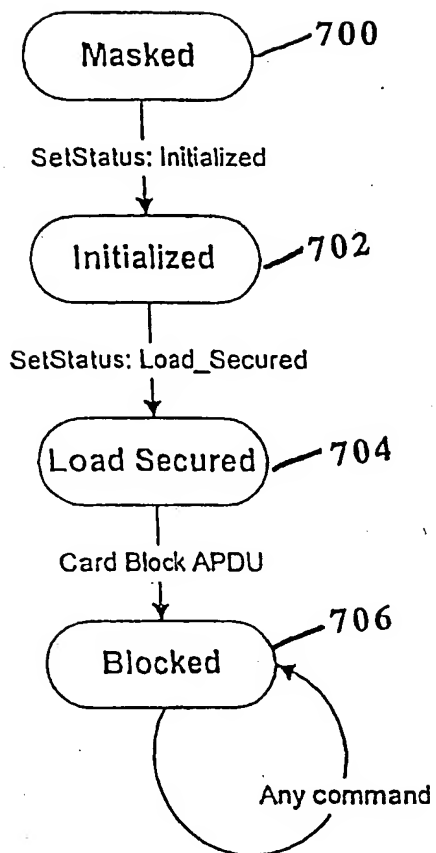 Masked
700
SetStatus: Initialized
Initialized
702
SetStatus: Load_Secured
Load Secured
704
Card Block APDU
706
Blocked
Any command